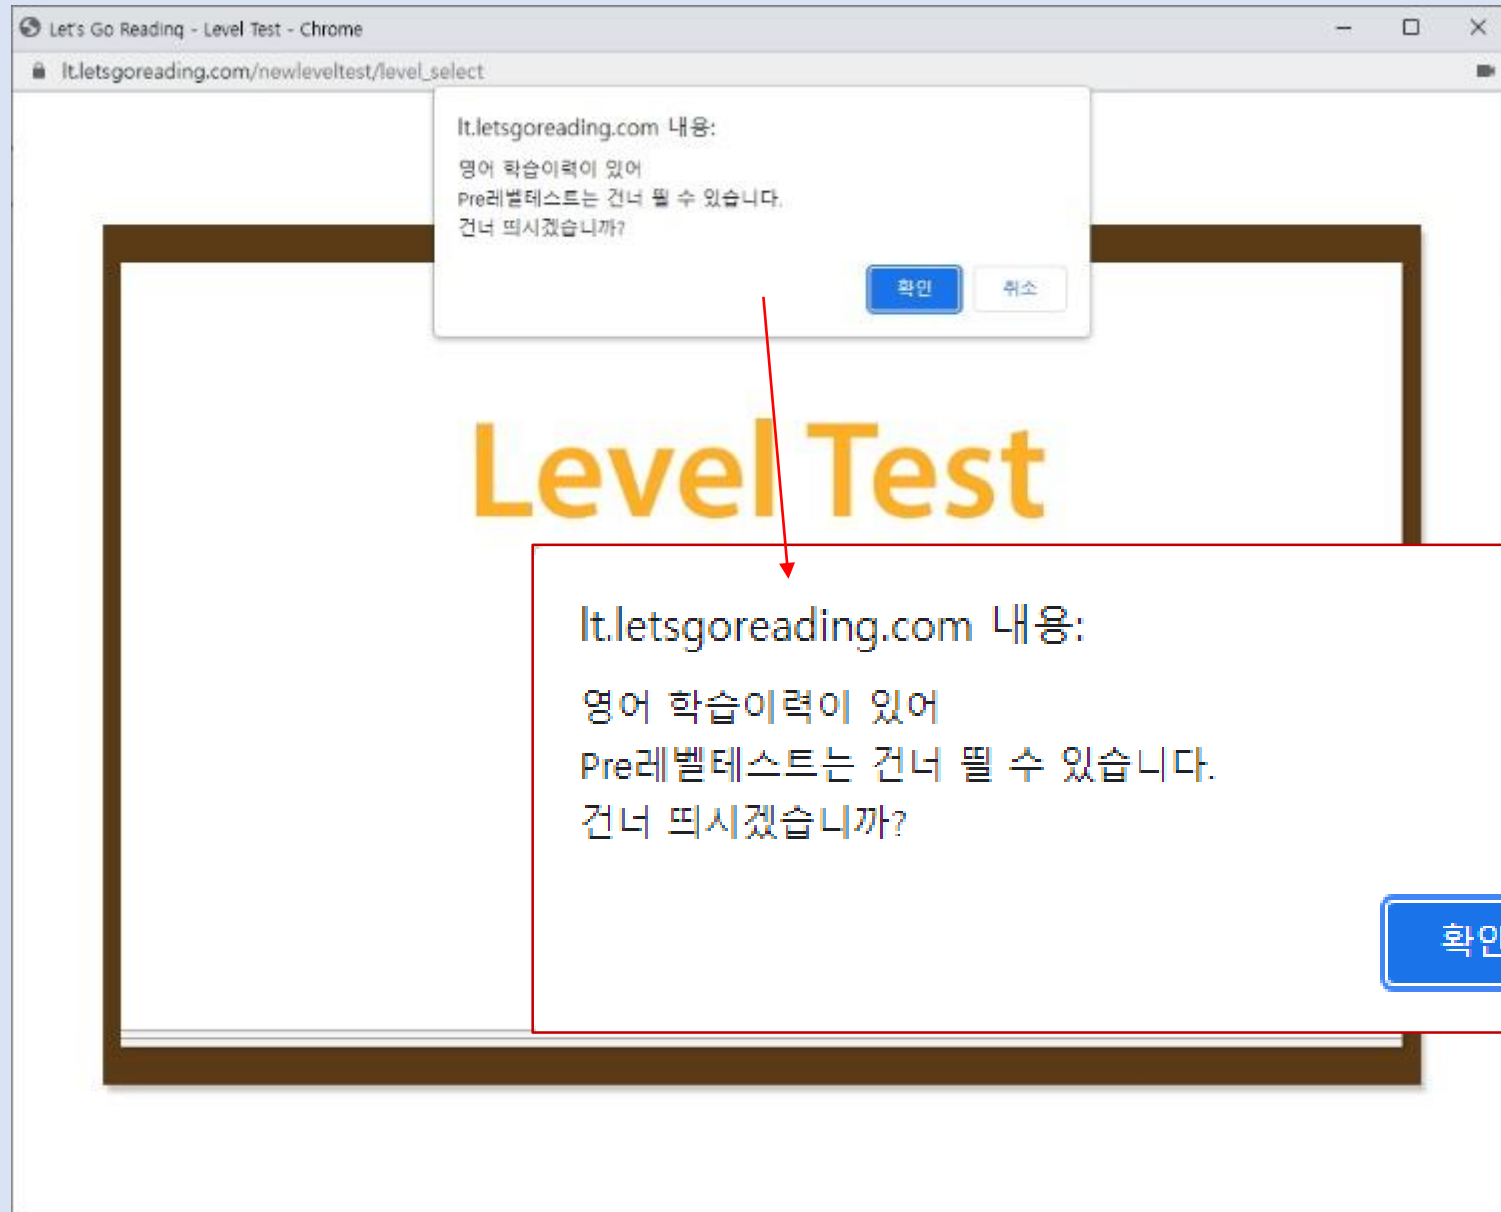 Let's Go Reading - Level Test - Chrome
lt.letsgoreading.com/newleveltest/level_select
lt.letsgoreading.com 내용:
영어 학습이력이 있어
Pre레벨테스트는 건너 뛸 수 있습니다.
건너 띄시겠습니까?
확인 취소
Level Test
lt.letsgoreading.com 내용:
영어 학습이력이 있어
Pre레벨테스트는 건너 뛸 수 있습니다.
건너 띄시겠습니까?
확인